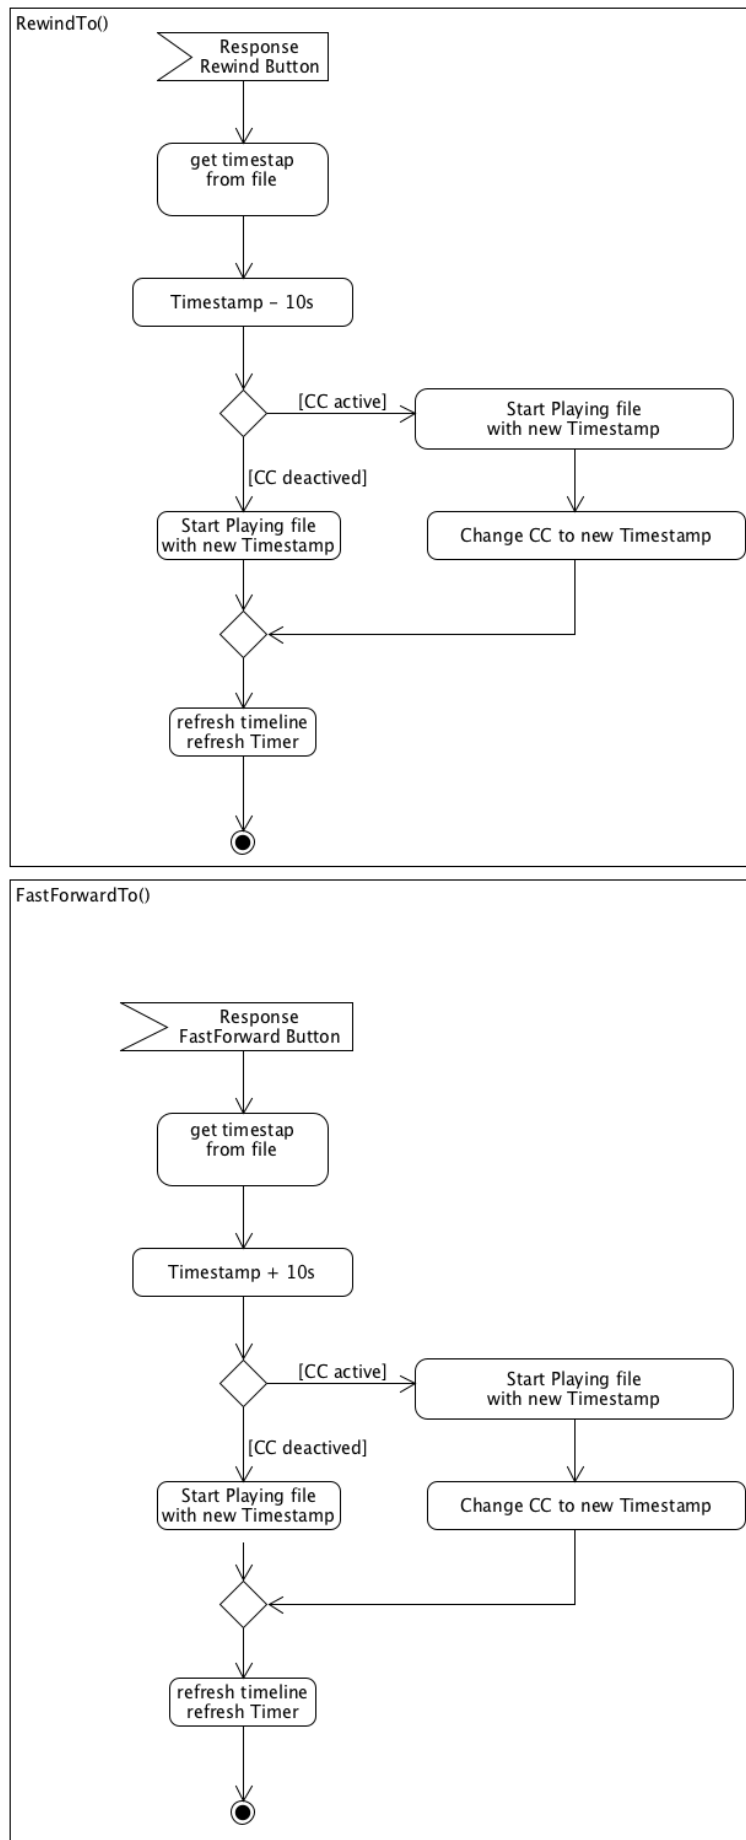 RewindTo()
Response
Rewind Button
get timestap
from file
Timestamp - 10s
[CC active]
Start Playing file
with new Timestamp
[CC deactived]
Start Playing file
with new Timestamp
Change CC to new Timestamp
refresh timeline
refresh Timer
FastForwardTo()
Response
FastForward Button
get timestap
from file
Timestamp + 10s
[CC active]
Start Playing file
with new Timestamp
[CC deactived]
Start Playing file
with new Timestamp
Change CC to new Timestamp
refresh timeline
refresh Timer